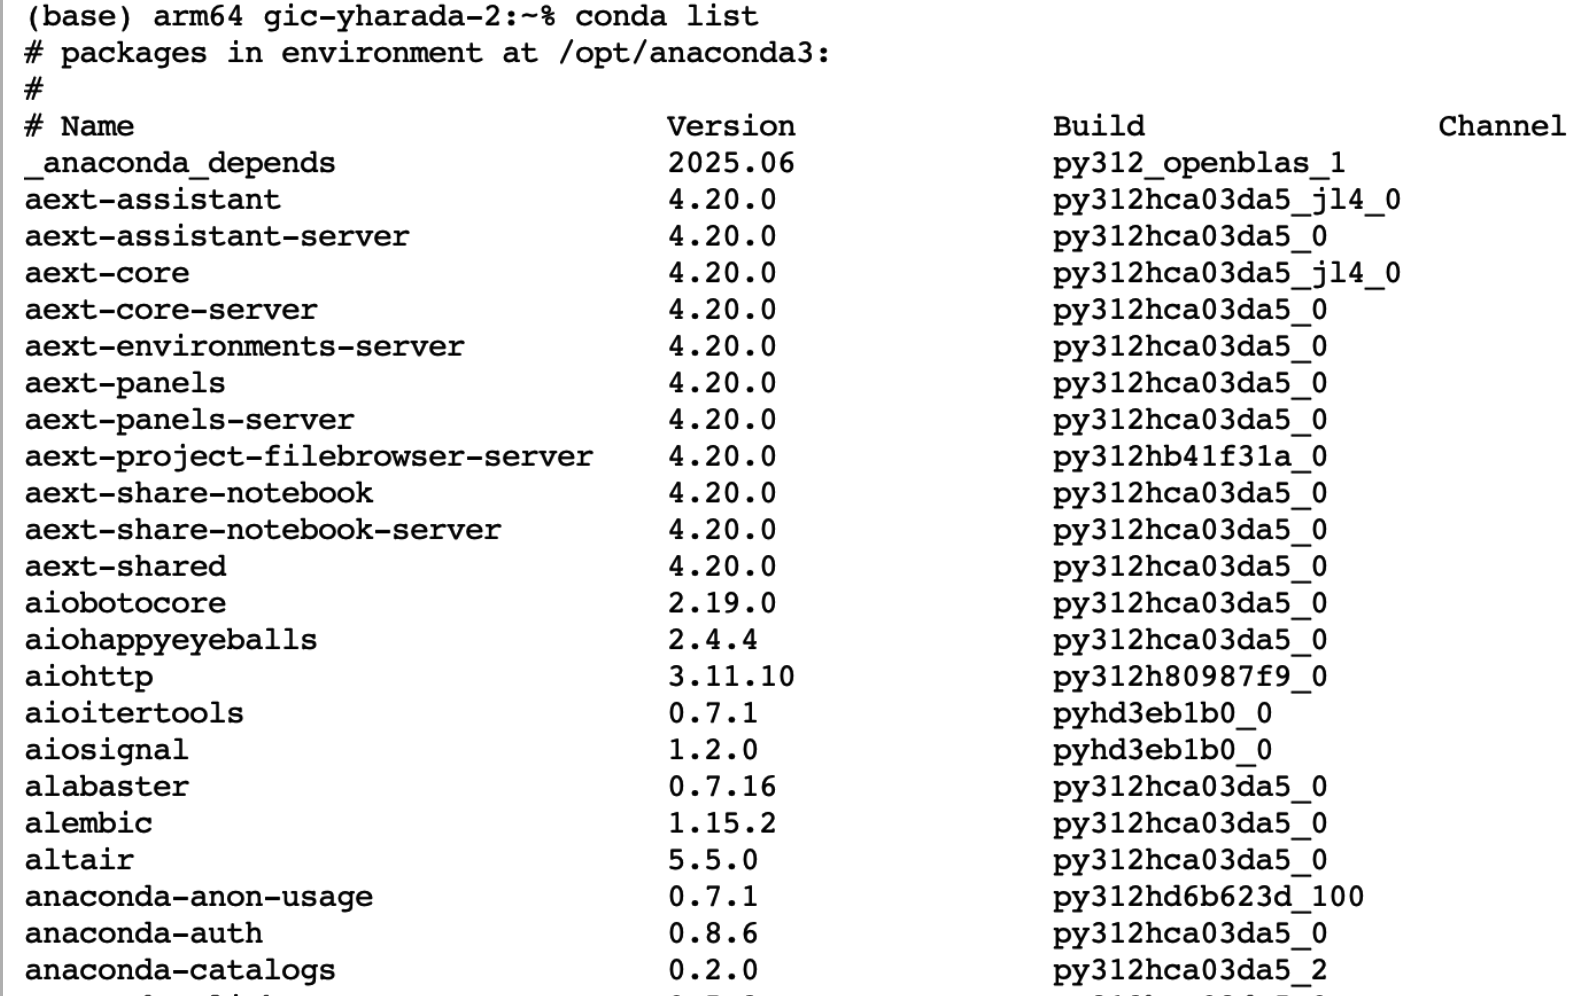 (base) arm64 gic-yharada-2:~% conda list
# packages in environment at /opt/anaconda3:
#
# Name                                Version              Build                Channel
_anaconda_depends                     2025.06              py312_openblas_1
aext-assistant                        4.20.0               py312hca03da5_jl4_0
aext-assistant-server                 4.20.0               py312hca03da5_0
aext-core                             4.20.0               py312hca03da5_jl4_0
aext-core-server                      4.20.0               py312hca03da5_0
aext-environments-server              4.20.0               py312hca03da5_0
aext-panels                           4.20.0               py312hca03da5_0
aext-panels-server                    4.20.0               py312hca03da5_0
aext-project-filebrowser-server       4.20.0               py312hb41f31a_0
aext-share-notebook                   4.20.0               py312hca03da5_0
aext-share-notebook-server            4.20.0               py312hca03da5_0
aext-shared                           4.20.0               py312hca03da5_0
aiobotocore                           2.19.0               py312hca03da5_0
aiohappyeyeballs                      2.4.4                py312hca03da5_0
aiohttp                               3.11.10              py312h80987f9_0
aioitertools                          0.7.1                pyhd3eb1b0_0
aiosignal                             1.2.0                pyhd3eb1b0_0
alabaster                             0.7.16               py312hca03da5_0
alembic                               1.15.2               py312hca03da5_0
altair                                5.5.0                py312hca03da5_0
anaconda-anon-usage                   0.7.1                py312hd6b623d_100
anaconda-auth                         0.8.6                py312hca03da5_0
anaconda-catalogs                     0.2.0                py312hca03da5_2